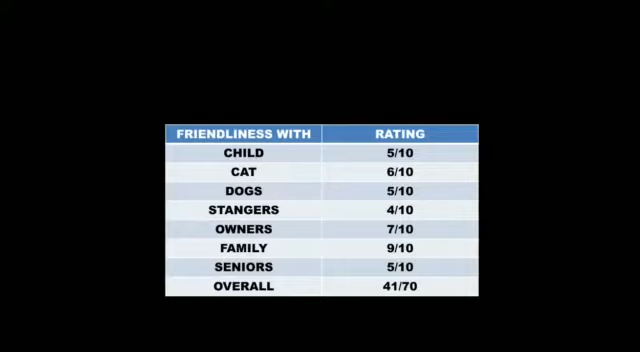 FRIENDLINESS WITH RATING
CHILD 5/10
CAT 6/10
DOGS 5/10
STANGERS 4/10
OWNERS 7/10
FAMILY 9/10
SENIORS 5/10
OVERALL 41/70